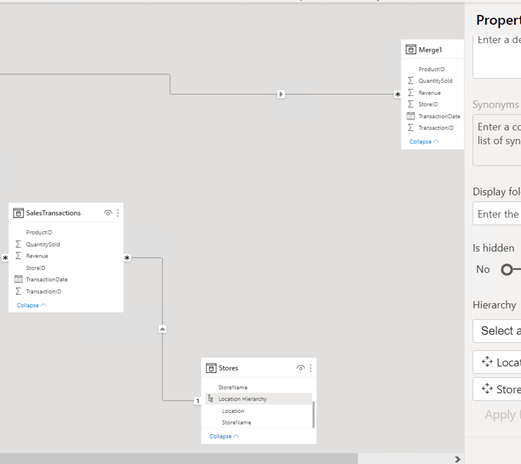 Propert
Enter a de
Merge1
ProductID
QuantitySold
Revenue
StoreID
TransactionDate
TransactionID
Collapse
Synonyms
Enter a co
list of syn
Display fol
Enter the
Is hidden
No
Hierarchy
Select a
Locat
Store
Apply
SalesTransactions
ProductID
QuantitySold
Revenue
StoreID
TransactionDate
TransactionID
Collapse
Stores
StoreName
Location Hierarchy
Location
StoreName
Collapse
1